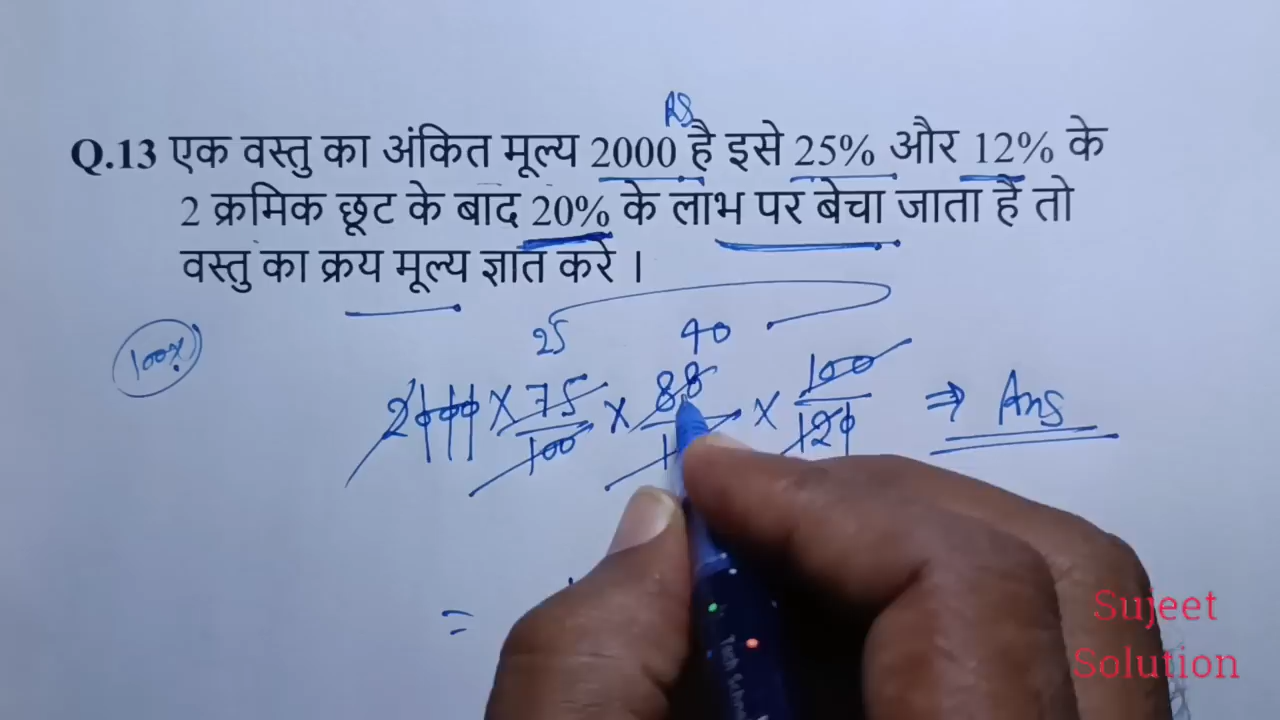 RS
Q.13 एक वस्तु का अंकित मूल्य 2000 है इसे 25% और 12% के
2 क्रमिक छूट के बाद 20% के लाभ पर बेचा जाता है तो
वस्तु का क्रय मूल्य ज्ञात करे ।
100%
25 40
2000 × 75 × 88 × 100 ⇒ Ans
100 120
=
Sujeet
Solution